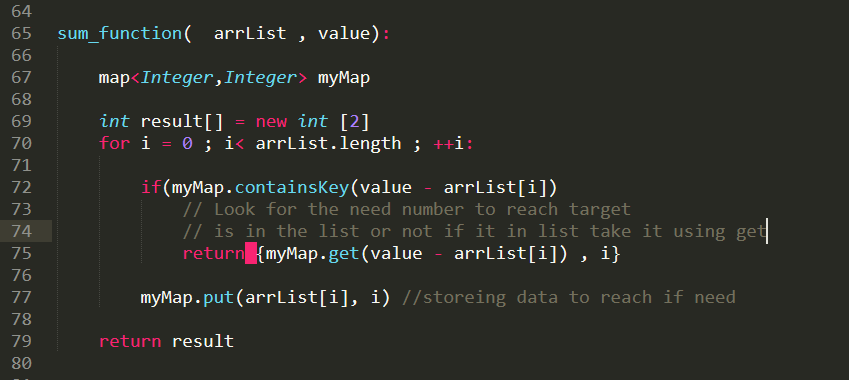 64
65 sum_function(  arrList , value):
66
67 map<Integer,Integer> myMap
68
69 int result[] = new int [2]
70 for i = 0 ; i< arrList.length ; ++i:
71
72 if(myMap.containsKey(value - arrList[i])
73 // Look for the need number to reach target
74 // is in the list or not if it in list take it using get
75 return {myMap.get(value - arrList[i]) , i}
76
77 myMap.put(arrList[i], i) //storeing data to reach if need
78
79 return result
80